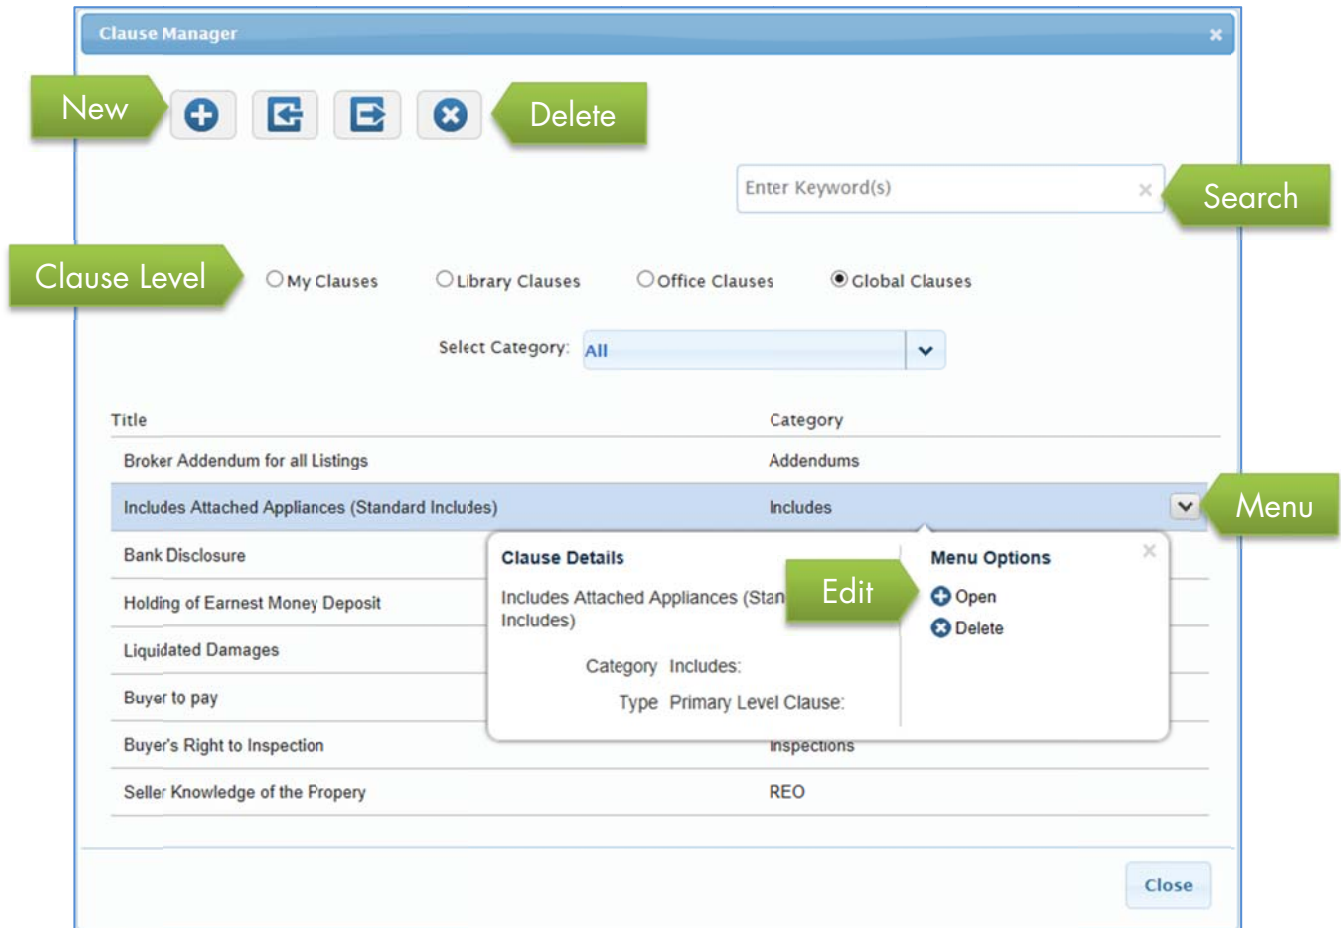 Clause Manager
New
Delete
Enter Keyword(s)
Search
Clause Level
My Clauses
Library Clauses
Office Clauses
Global Clauses
Select Category:
All
Title
Category
Broker Addendum for all Listings
Addendums
Includes Attached Appliances (Standard Includes)
Includes
Menu
Bank Disclosure
Holding of Earnest Money Deposit
Liquidated Damages
Buyer to pay
Clause Details
Includes Attached Appliances (Stan
Includes)
Category Includes:
Type Primary Level Clause:
Edit
Menu Options
Open
Delete
Buyer's Right to Inspection
Inspections
Seller Knowledge of the Propery
REO
Close